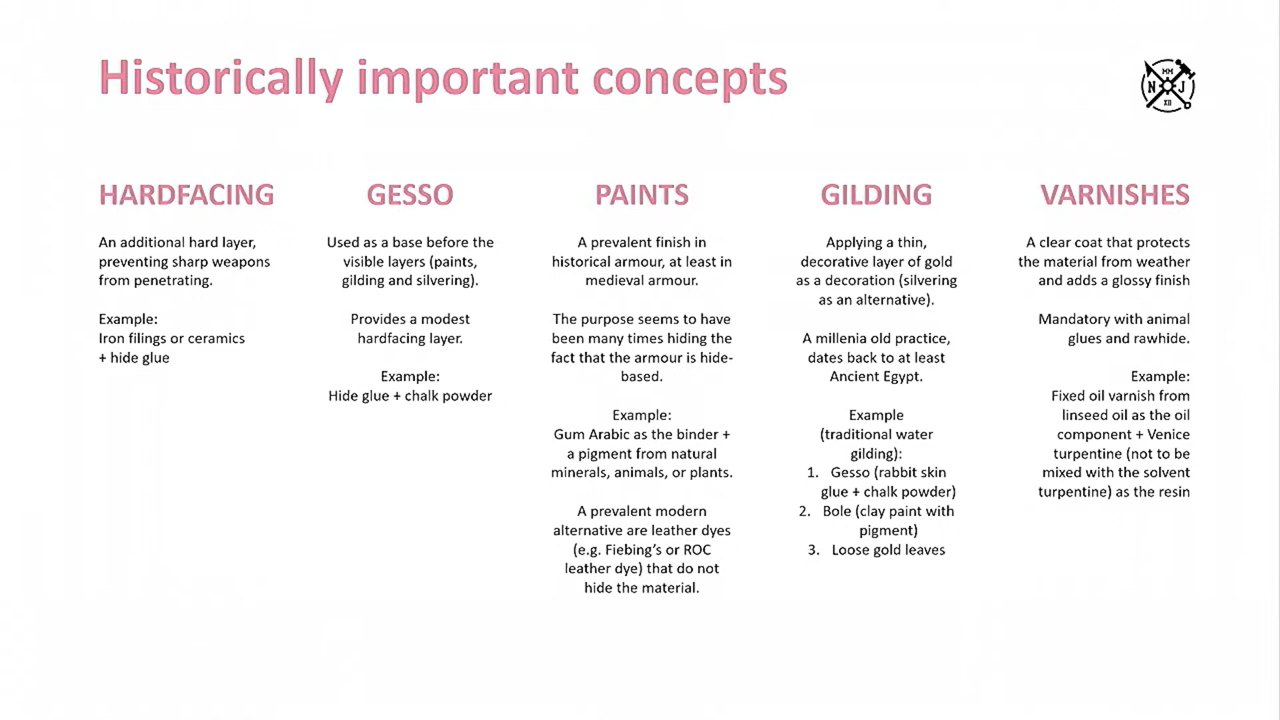 Historically important concepts
MM
N J
XII
HARDFACING
An additional hard layer,
preventing sharp weapons
from penetrating.
Example:
Iron filings or ceramics
+ hide glue
GESSO
Used as a base before the
visible layers (paints,
gilding and silvering).
Provides a modest
hardfacing layer.
Example:
Hide glue + chalk powder
PAINTS
A prevalent finish in
historical armour, at least in
medieval armour.
The purpose seems to have
been many times hiding the
fact that the armour is hide-
based.
Example:
Gum Arabic as the binder +
a pigment from natural
minerals, animals, or plants.
A prevalent modern
alternative are leather dyes
(e.g. Fiebing's or ROC
leather dye) that do not
hide the material.
GILDING
Applying a thin,
decorative layer of gold
as a decoration (silvering
as an alternative).
A millenia old practice,
dates back to at least
Ancient Egypt.
Example
(traditional water
gilding):
1. Gesso (rabbit skin
glue + chalk powder)
2. Bole (clay paint with
pigment)
3. Loose gold leaves
VARNISHES
A clear coat that protects
the material from weather
and adds a glossy finish
Mandatory with animal
glues and rawhide.
Example:
Fixed oil varnish from
linseed oil as the oil
component + Venice
turpentine (not to be
mixed with the solvent
turpentine) as the resin